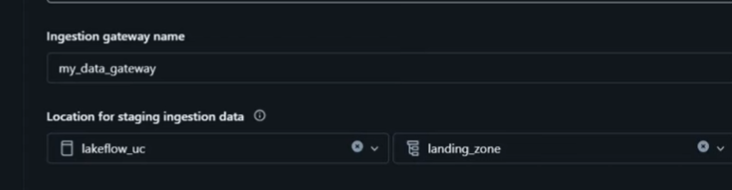 Ingestion gateway name
my_data_gateway
Location for staging ingestion data
lakeflow_uc landing_zone